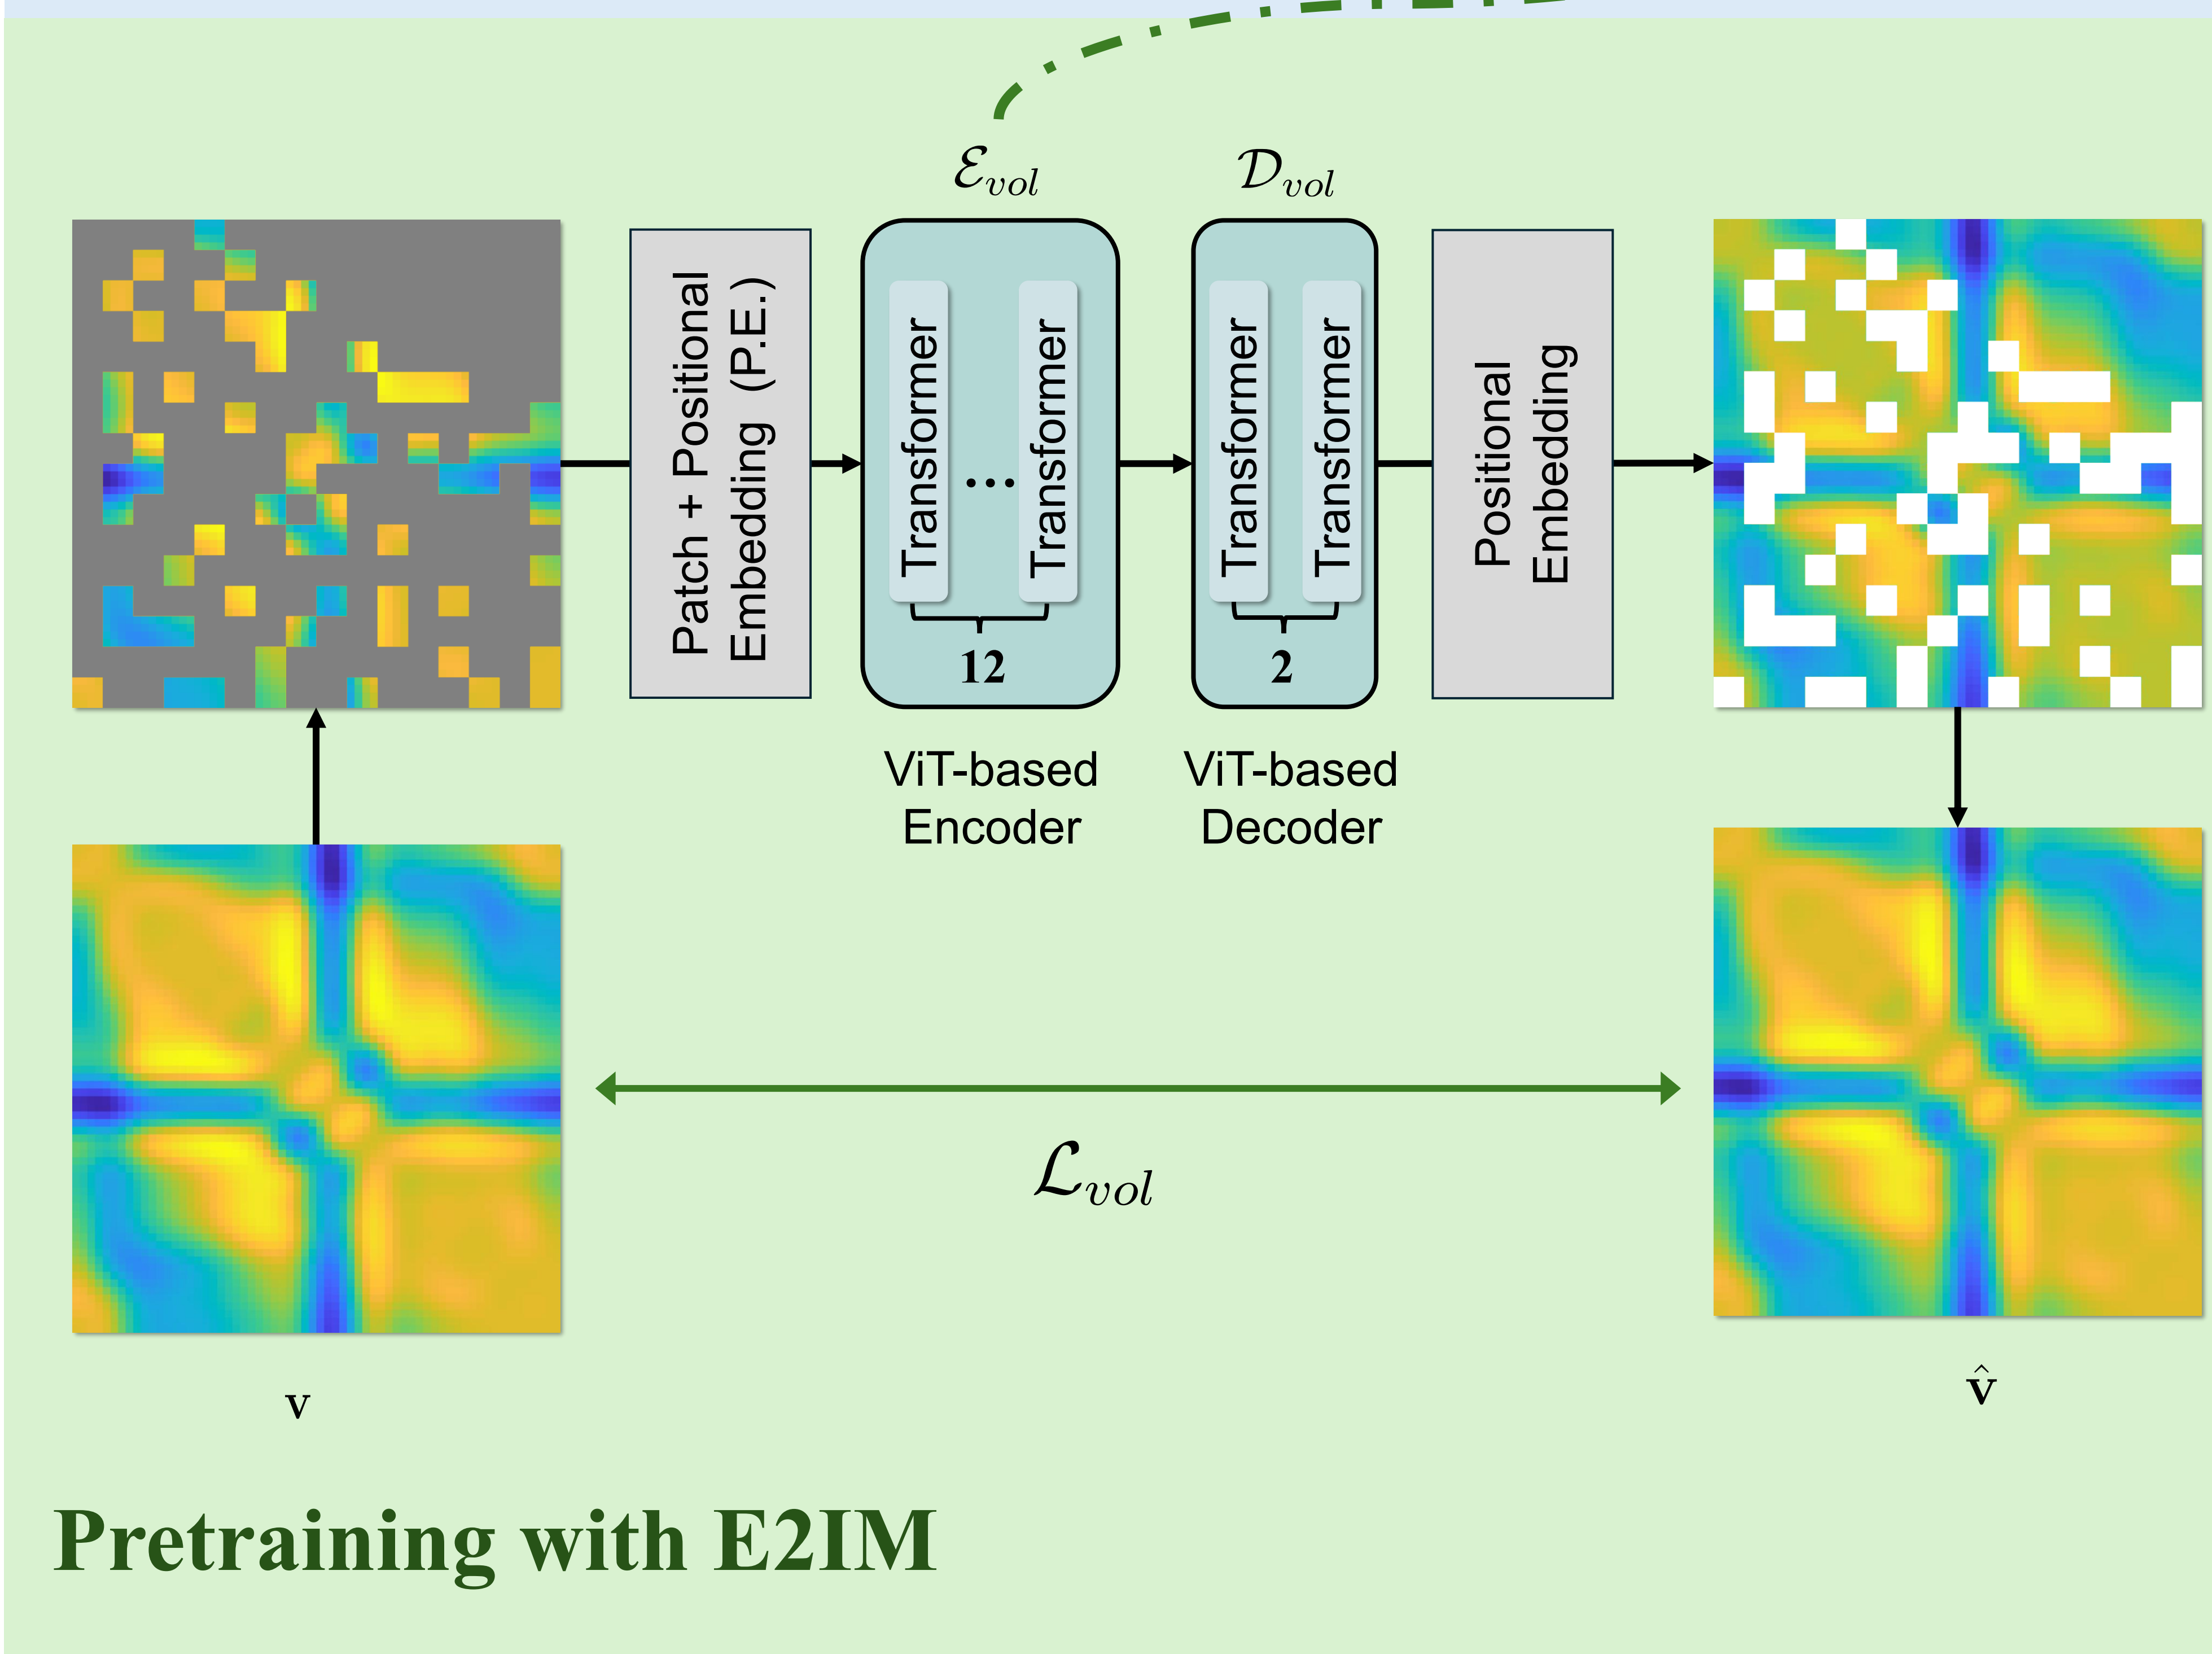 ℰ_vol
𝒟_vol
Patch + Positional
Embedding (P.E.)
Transformer
...
Transformer
12
Transformer
Transformer
2
Positional
Embedding
ViT-based
Encoder
ViT-based
Decoder
ℒ_vol
v
v̂
Pretraining with E2IM